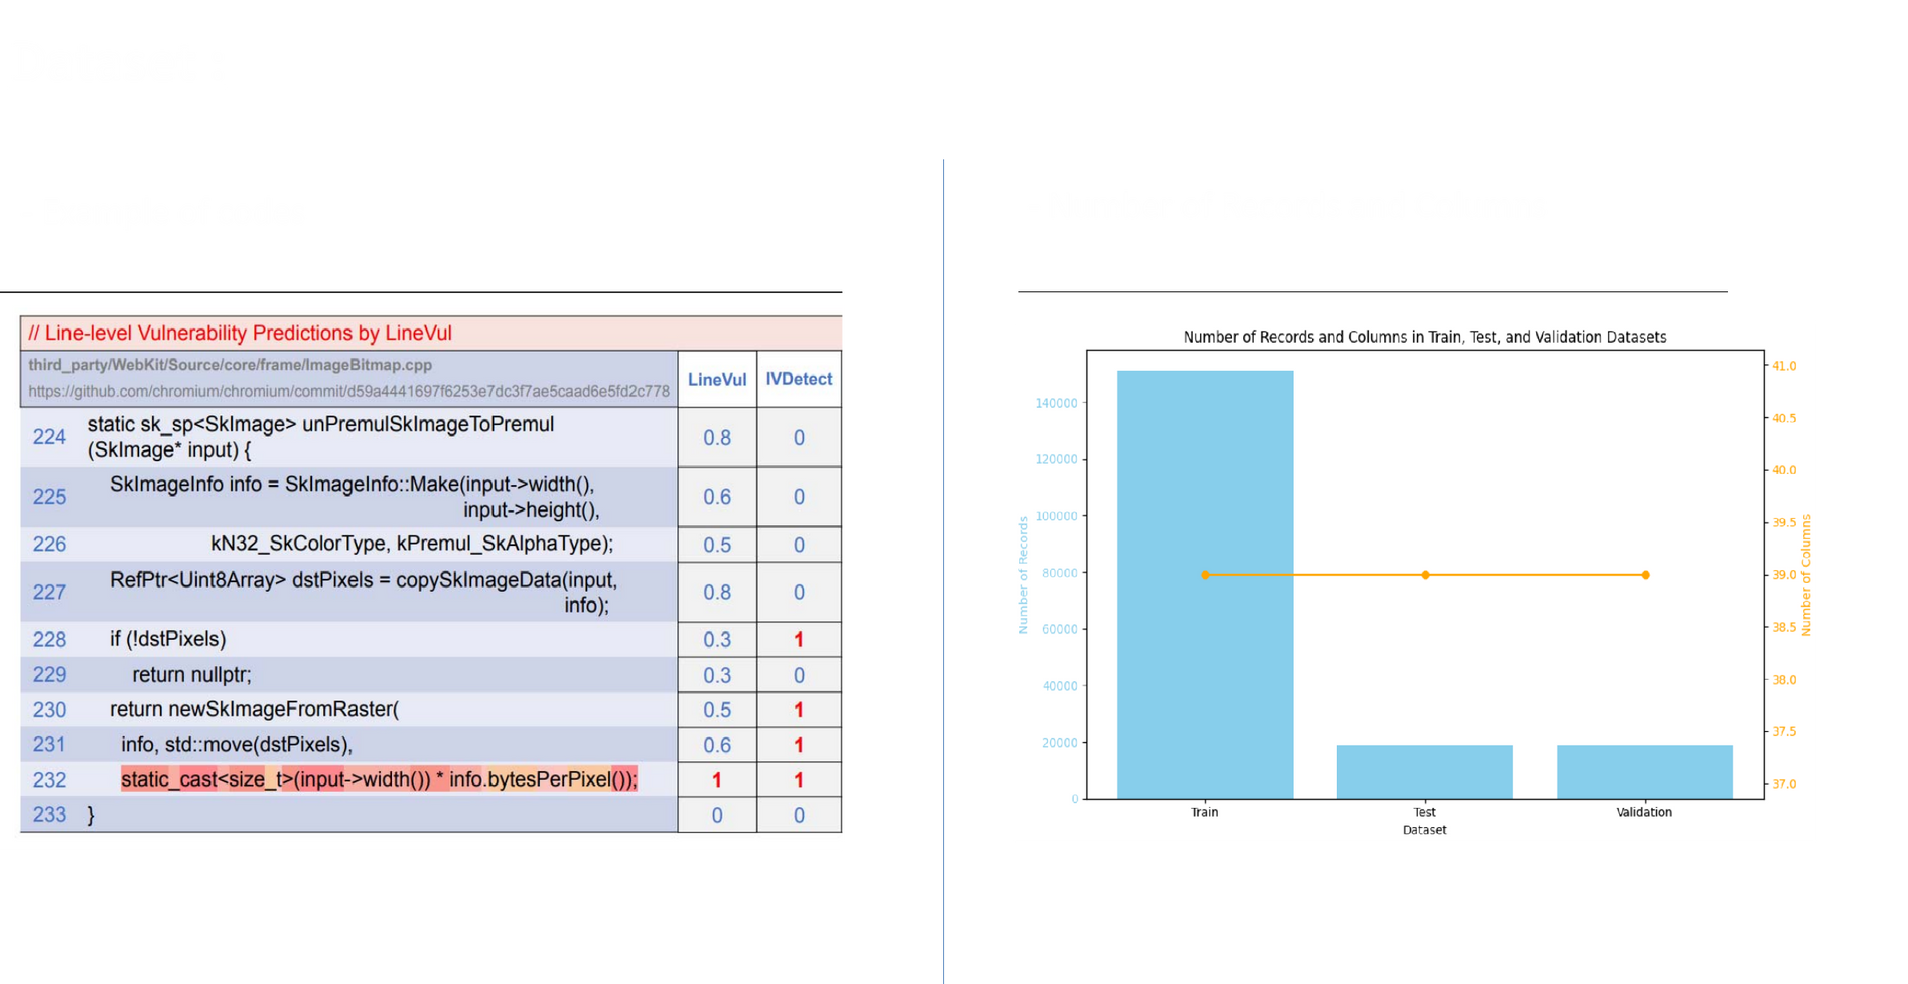 // Line-level Vulnerability Predictions by LineVul
third_party/WebKit/Source/core/frame/ImageBitmap.cpp
https://github.com/chromium/chromium/commit/d59a4441697f6253e7dc3f7ae5caad6e5fd2c778
LineVul IVDetect
224 static sk_sp<SkImage> unPremulSkImageToPremul
(SkImage* input) { 0.8 0
225 SkImageInfo info = SkImageInfo::Make(input->width(),
input->height(), 0.6 0
226 kN32_SkColorType, kPremul_SkAlphaType); 0.5 0
227 RefPtr<Uint8Array> dstPixels = copySkImageData(input,
info); 0.8 0
228 if (!dstPixels) 0.3 1
229 return nullptr; 0.3 0
230 return newSkImageFromRaster( 0.5 1
231 info, std::move(dstPixels), 0.6 1
232 static_cast<size_t>(input->width()) * info.bytesPerPixel()); 1 1
233 } 0 0
Number of Records and Columns in Train, Test, and Validation Datasets
Number of Records
140000
120000
100000
80000
60000
40000
20000
0
Train Test Validation
Dataset
41.0
40.5
40.0
39.5
39.0
38.5
38.0
37.5
37.0
Number of Columns